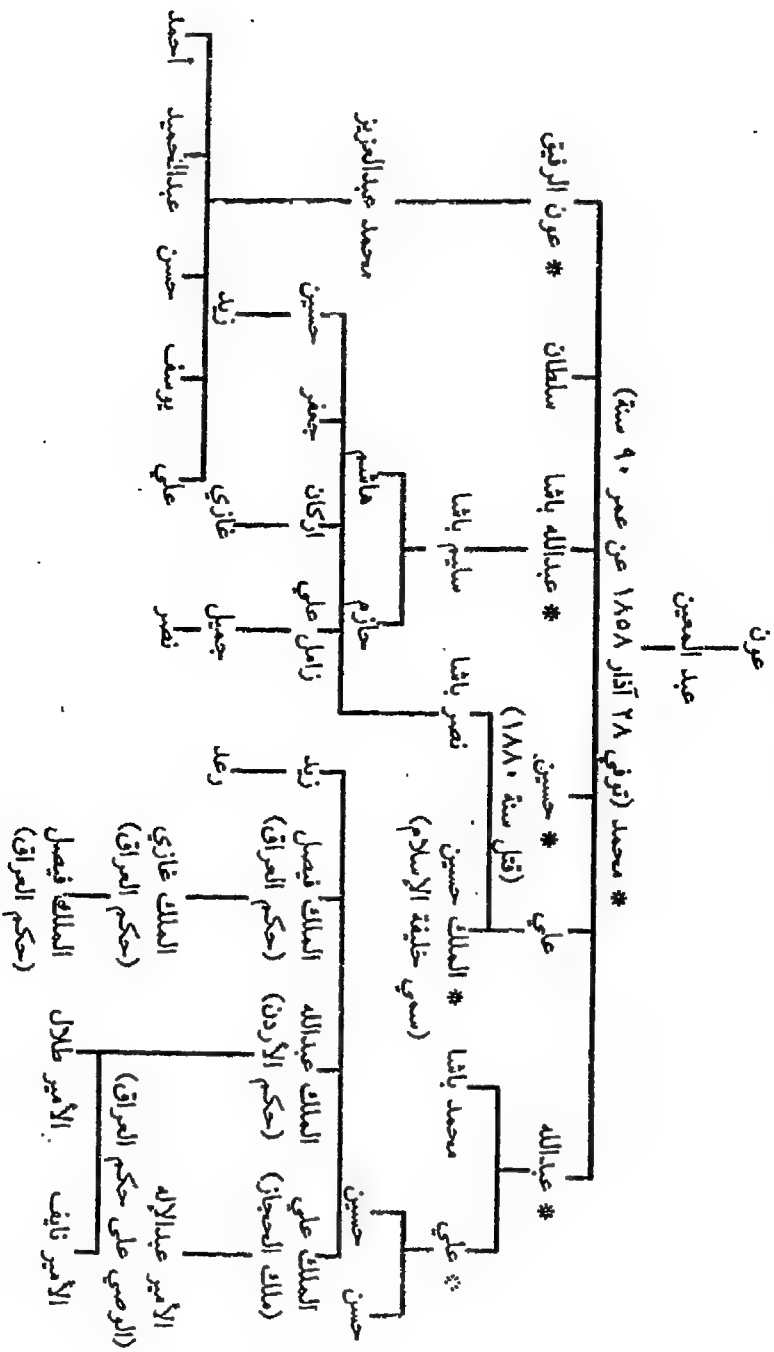 عون
عبد المعين
* محمد (توفي ٢٨ آذار ١٨٥٨ عن عمر ٩٠ سنة)
* عبدالله
علي
* حسين
(قتل سنة ١٨٨٠)
* عبدالله باشا
سلطان
* عون الرفيق
* علي
محمد باشا
* الملك حسين
(سمي خليفة الإسلام)
نصر باشا
سليم باشا
محمد عبدالعزيز
حسن
حسين
حازم
هاشم
الملك علي
(ملك الحجاز)
الملك عبدالله
(حكم الأردن)
الملك فيصل
(حكم العراق)
زيد
زامل
علي
اركان
جعفر
حسين
الأمير عبدالإله
(الوصي على حكم العراق)
الملك غازي
(حكم العراق)
رعد
جميل
غازي
زيد
نصر
علي
يوسف
حسن
عبدالحميد
أحمد
الأمير نايف
الأمير طلال
الملك فيصل
(حكم العراق)